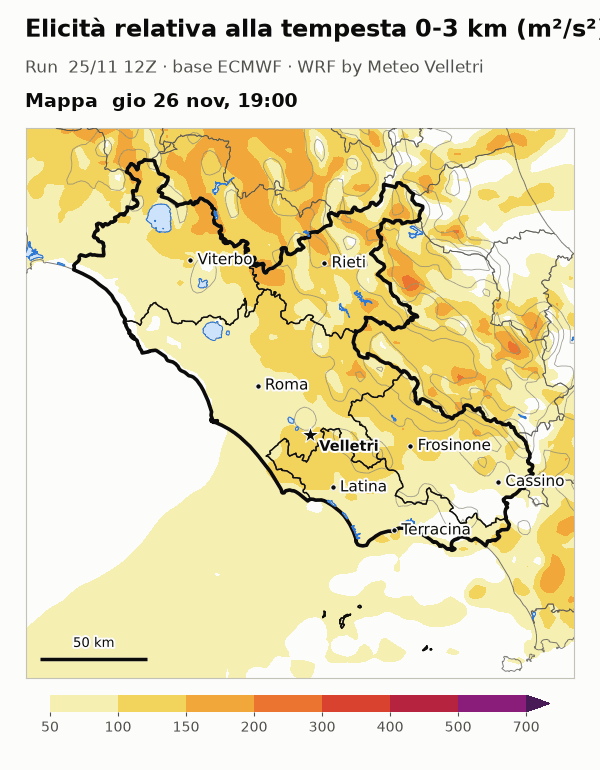 Elicità relativa alla tempesta 0-3 km (m²/s²)
Run 25/11 12Z · base ECMWF · WRF by Meteo Velletri
Mappa gio 26 nov, 19:00
Viterbo
Rieti
Roma
Velletri
Frosinone
Latina
Cassino
Terracina
50 km
50 100 150 200 300 400 500 700